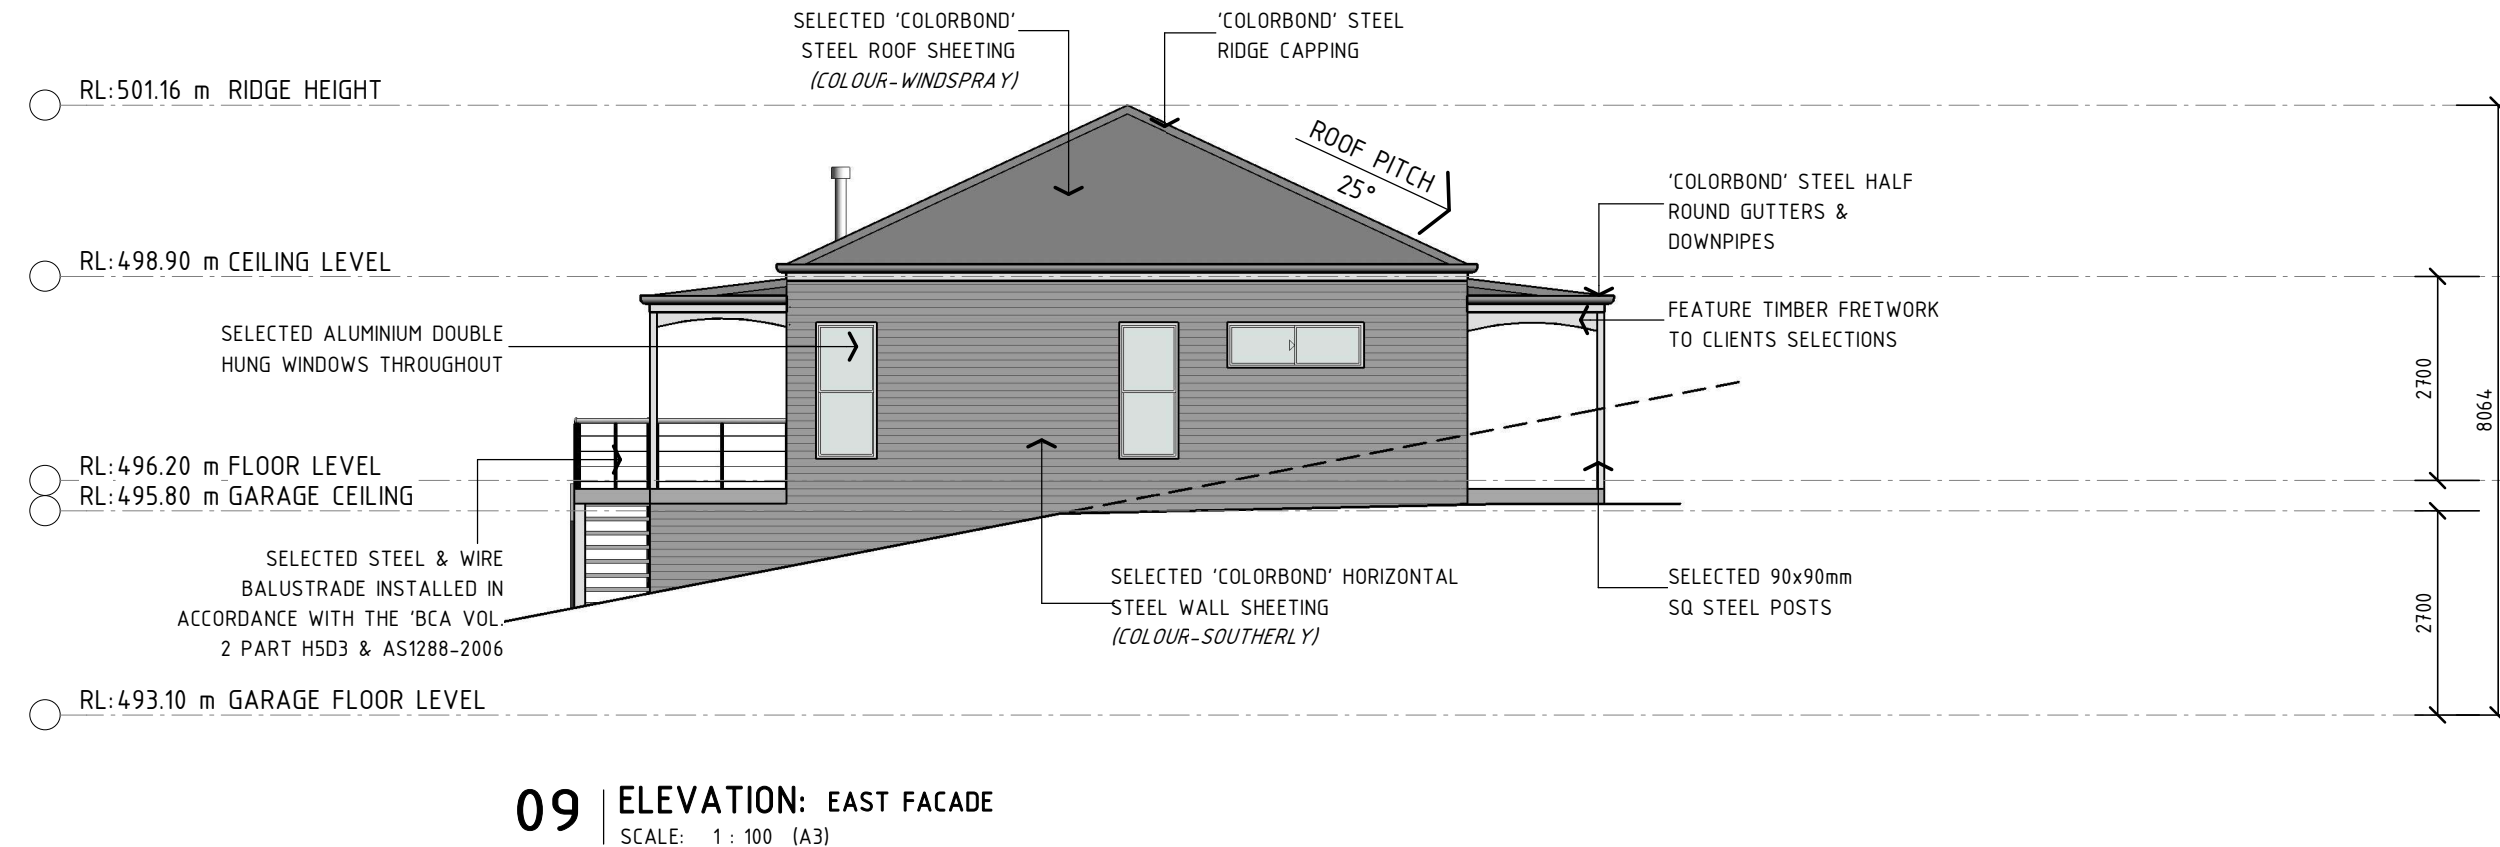 SELECTED 'COLORBOND'
STEEL ROOF SHEETING
(COLOUR-WINDSPRAY)
'COLORBOND' STEEL
RIDGE CAPPING
RL:501.16 m RIDGE HEIGHT
ROOF PITCH
25°
'COLORBOND' STEEL HALF
ROUND GUTTERS &
DOWNPIPES
RL:498.90 m CEILING LEVEL
FEATURE TIMBER FRETWORK
TO CLIENTS SELECTIONS
SELECTED ALUMINIUM DOUBLE
HUNG WINDOWS THROUGHOUT
2700
8064
RL:496.20 m FLOOR LEVEL
RL:495.80 m GARAGE CEILING
SELECTED STEEL & WIRE
BALUSTRADE INSTALLED IN
ACCORDANCE WITH THE 'BCA VOL.
2 PART H5D3 & AS1288-2006
SELECTED 'COLORBOND' HORIZONTAL
STEEL WALL SHEETING
(COLOUR-SOUTHERLY)
SELECTED 90x90mm
SQ STEEL POSTS
2700
RL:493.10 m GARAGE FLOOR LEVEL
09 ELEVATION: EAST FACADE
SCALE: 1 : 100 (A3)